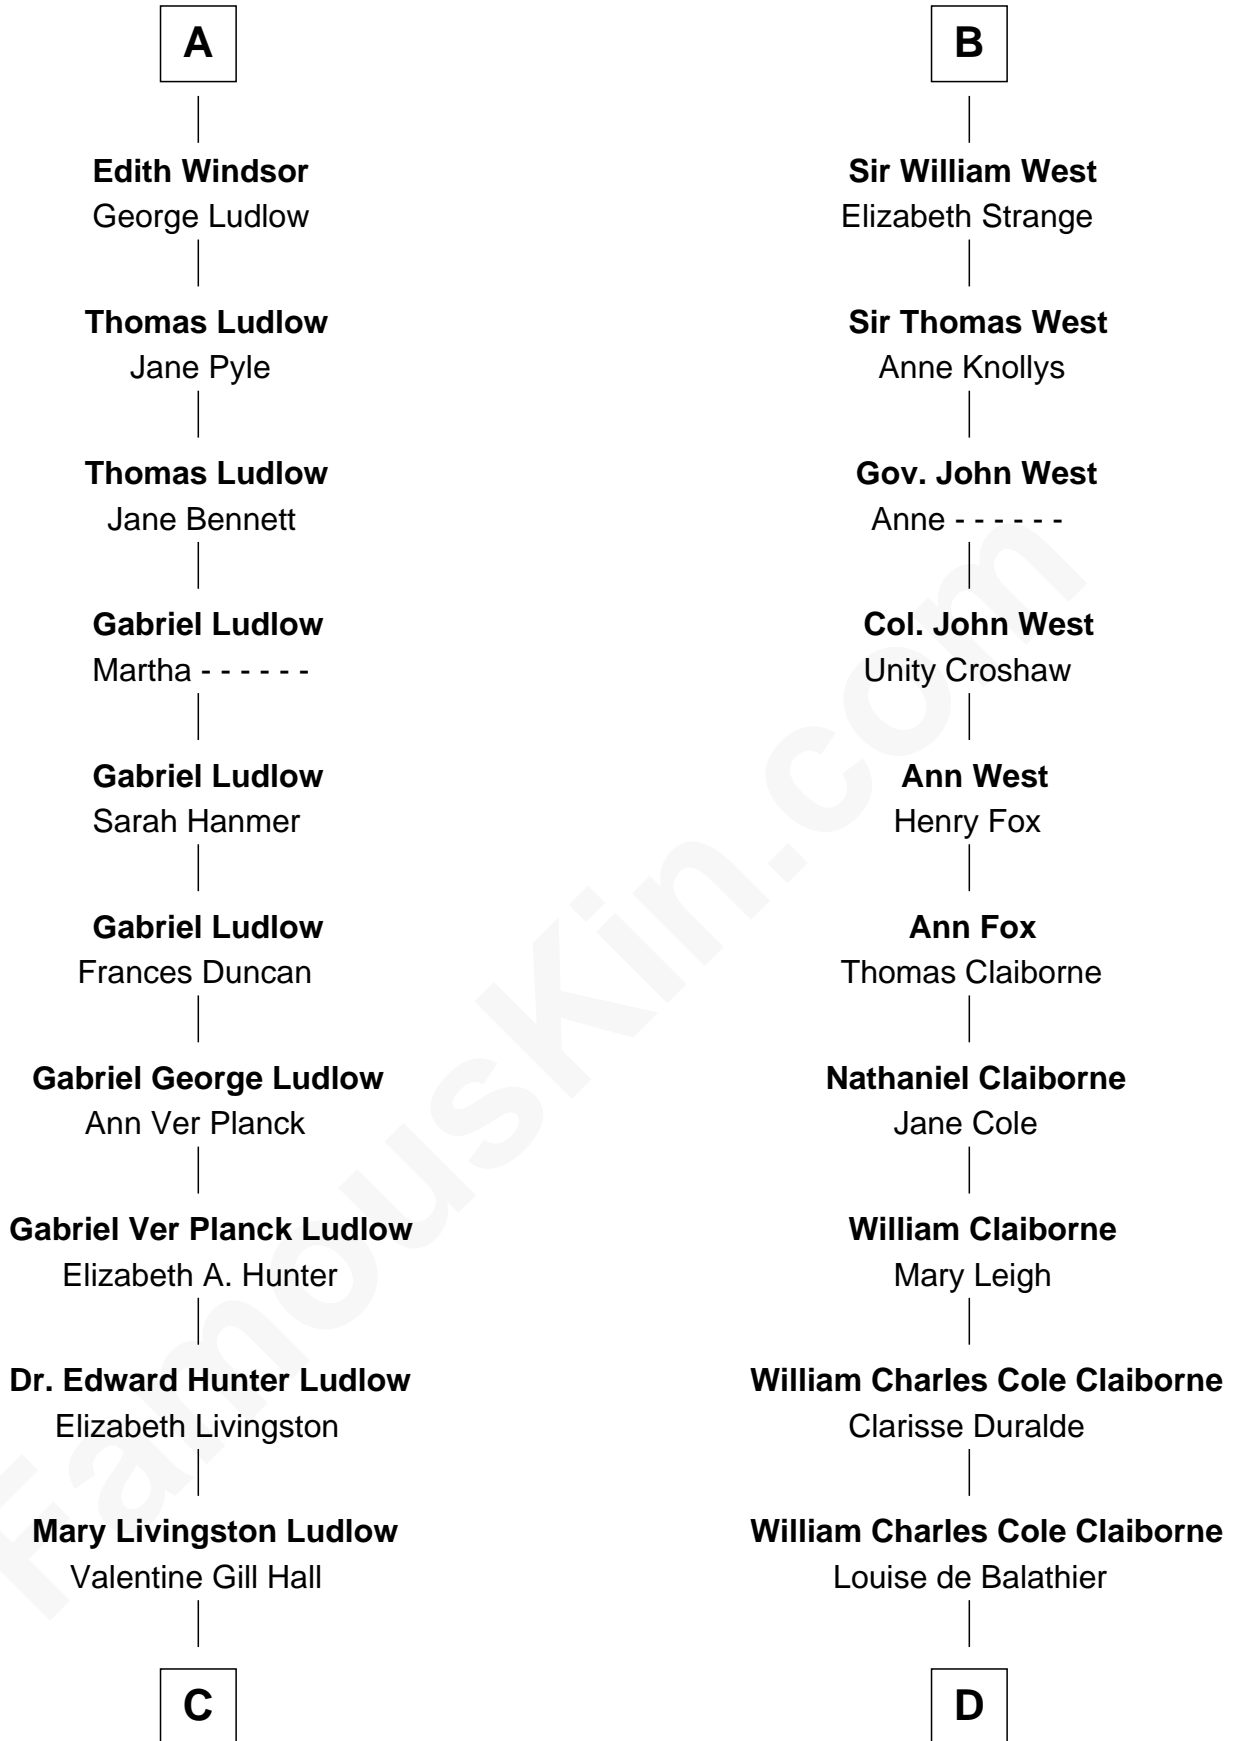 A
Edith Windsor
George Ludlow
Thomas Ludlow
Jane Pyle
Thomas Ludlow
Jane Bennett
Gabriel Ludlow
Martha - - - - - -
Gabriel Ludlow
Sarah Hanmer
Gabriel Ludlow
Frances Duncan
Gabriel George Ludlow
Ann Ver Planck
Gabriel Ver Planck Ludlow
Elizabeth A. Hunter
Dr. Edward Hunter Ludlow
Elizabeth Livingston
Mary Livingston Ludlow
Valentine Gill Hall
C
B
Sir William West
Elizabeth Strange
Sir Thomas West
Anne Knollys
Gov. John West
Anne - - - - - -
Col. John West
Unity Croshaw
Ann West
Henry Fox
Ann Fox
Thomas Claiborne
Nathaniel Claiborne
Jane Cole
William Claiborne
Mary Leigh
William Charles Cole Claiborne
Clarisse Duralde
William Charles Cole Claiborne
Louise de Balathier
D
FamousKin.com